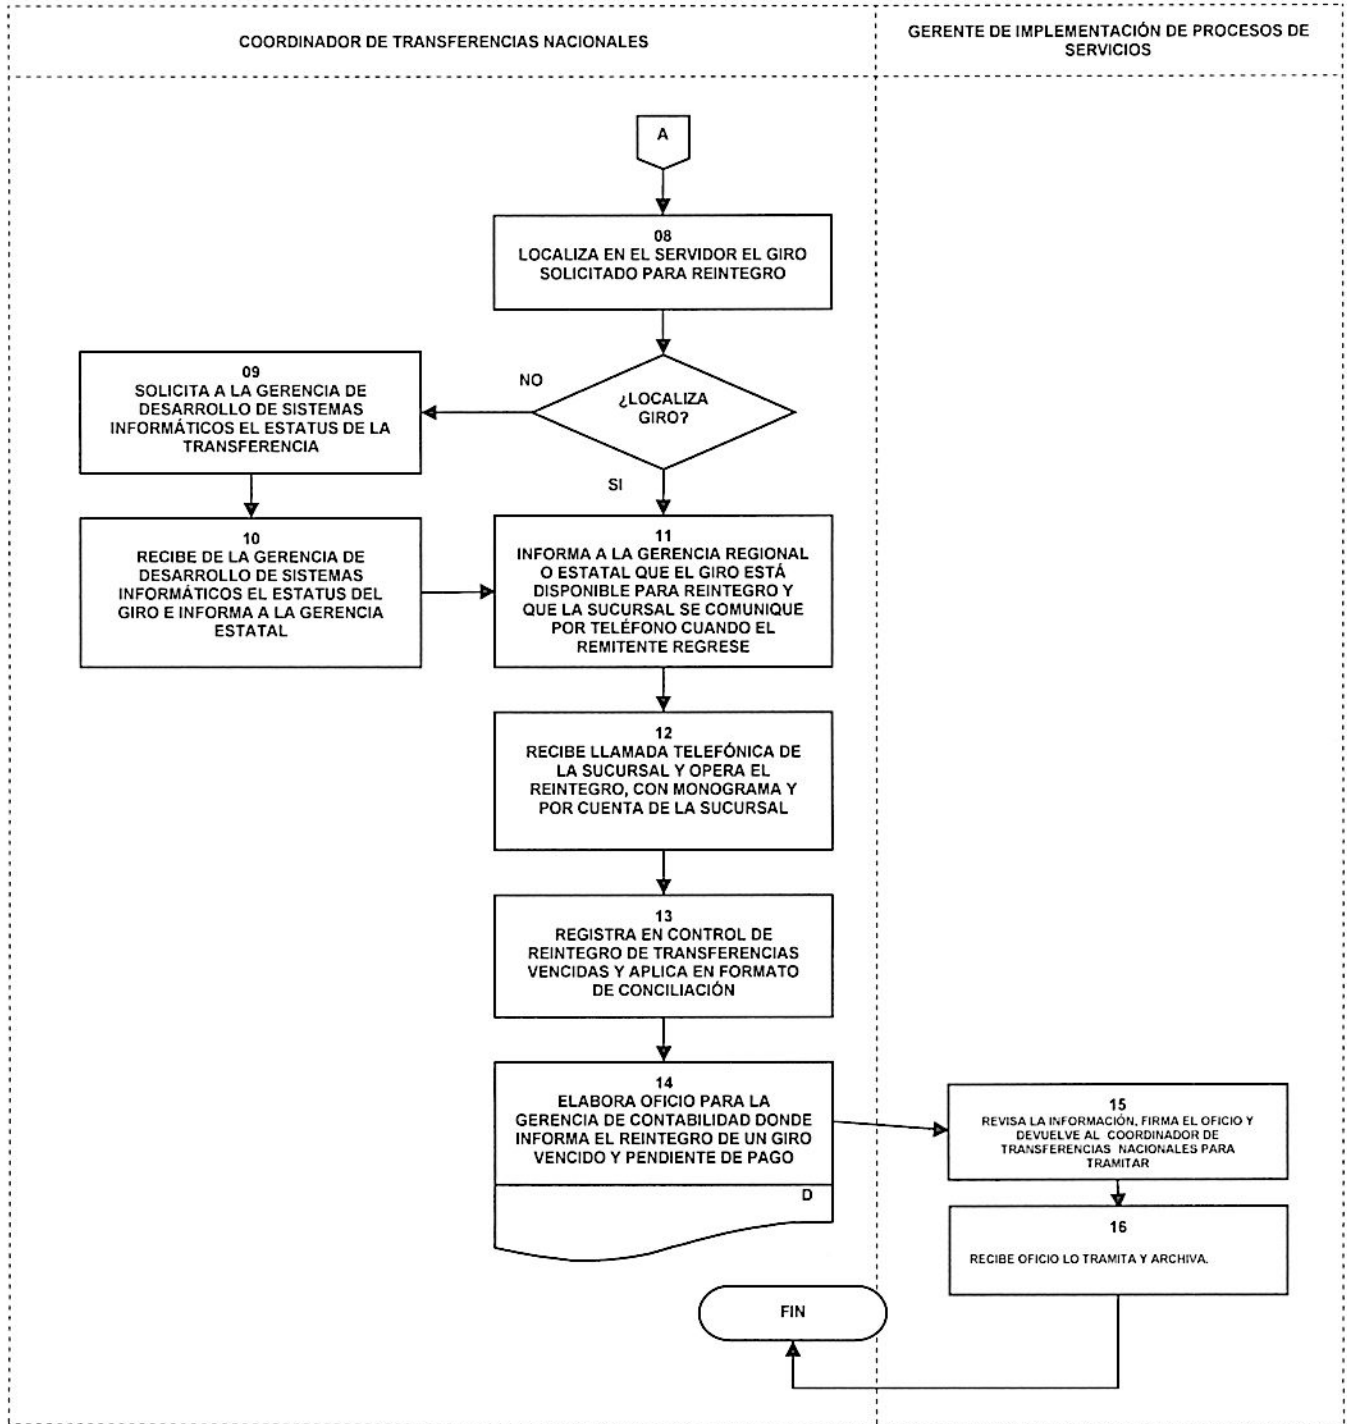 COORDINADOR DE TRANSFERENCIAS NACIONALES
GERENTE DE IMPLEMENTACIÓN DE PROCESOS DE
SERVICIOS
A
08
LOCALIZA EN EL SERVIDOR EL GIRO
SOLICITADO PARA REINTEGRO
¿LOCALIZA
GIRO?
NO
SI
09
SOLICITA A LA GERENCIA DE
DESARROLLO DE SISTEMAS
INFORMÁTICOS EL ESTATUS DE LA
TRANSFERENCIA
10
RECIBE DE LA GERENCIA DE
DESARROLLO DE SISTEMAS
INFORMÁTICOS EL ESTATUS DEL
GIRO E INFORMA A LA GERENCIA
ESTATAL
11
INFORMA A LA GERENCIA REGIONAL
O ESTATAL QUE EL GIRO ESTÁ
DISPONIBLE PARA REINTEGRO Y
QUE LA SUCURSAL SE COMUNIQUE
POR TELÉFONO CUANDO EL
REMITENTE REGRESE
12
RECIBE LLAMADA TELEFÓNICA DE
LA SUCURSAL Y OPERA EL
REINTEGRO, CON MONOGRAMA Y
POR CUENTA DE LA SUCURSAL
13
REGISTRA EN CONTROL DE
REINTEGRO DE TRANSFERENCIAS
VENCIDAS Y APLICA EN FORMATO
DE CONCILIACIÓN
14
ELABORA OFICIO PARA LA
GERENCIA DE CONTABILIDAD DONDE
INFORMA EL REINTEGRO DE UN GIRO
VENCIDO Y PENDIENTE DE PAGO
D
15
REVISA LA INFORMACIÓN, FIRMA EL OFICIO Y
DEVUELVE AL COORDINADOR DE
TRANSFERENCIAS NACIONALES PARA
TRAMITAR
16
RECIBE OFICIO LO TRAMITA Y ARCHIVA.
FIN